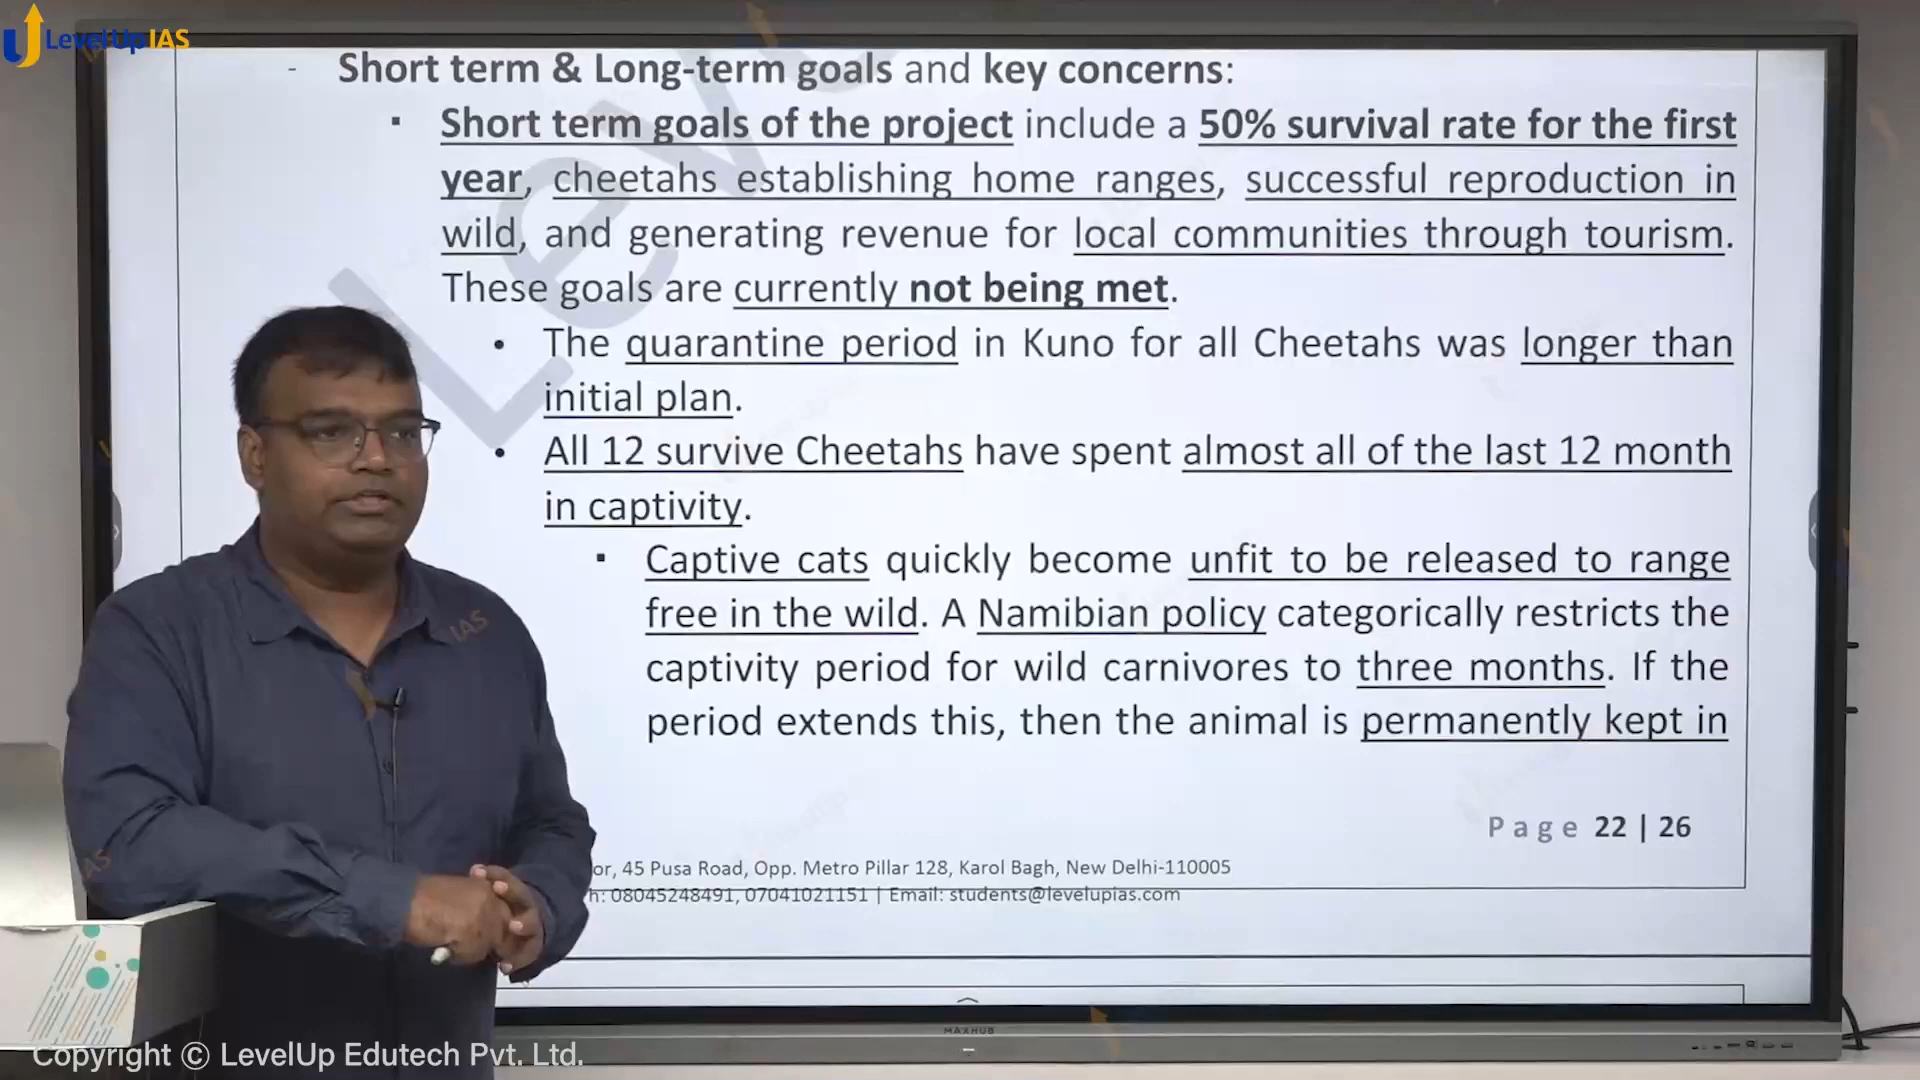 LevelUp IAS
- Short term & Long-term goals and key concerns:
▪ Short term goals of the project include a 50% survival rate for the first
year, cheetahs establishing home ranges, successful reproduction in
wild, and generating revenue for local communities through tourism.
These goals are currently not being met.
• The quarantine period in Kuno for all Cheetahs was longer than
initial plan.
• All 12 survive Cheetahs have spent almost all of the last 12 month
in captivity.
▪ Captive cats quickly become unfit to be released to range
free in the wild. A Namibian policy categorically restricts the
captivity period for wild carnivores to three months. If the
period extends this, then the animal is permanently kept in
Page 22 | 26
or, 45 Pusa Road, Opp. Metro Pillar 128, Karol Bagh, New Delhi-110005
h: 08045248491, 07041021151 | Email: students@levelupias.com
MAXHUB
Copyright © LevelUp Edutech Pvt. Ltd.